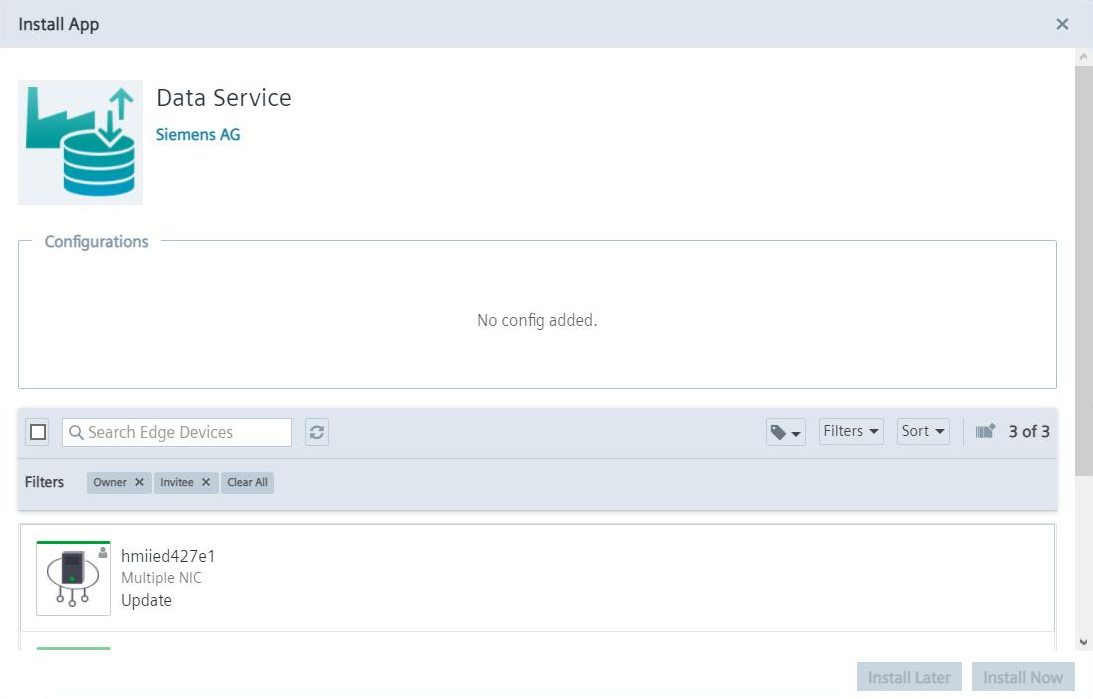 Install App
Data Service
Siemens AG
Configurations
No config added.
Search Edge Devices
Filters Sort 3 of 3
Filters Owner Invitee Clear All
hmiied427e1
Multiple NIC
Update
Install Later Install Now